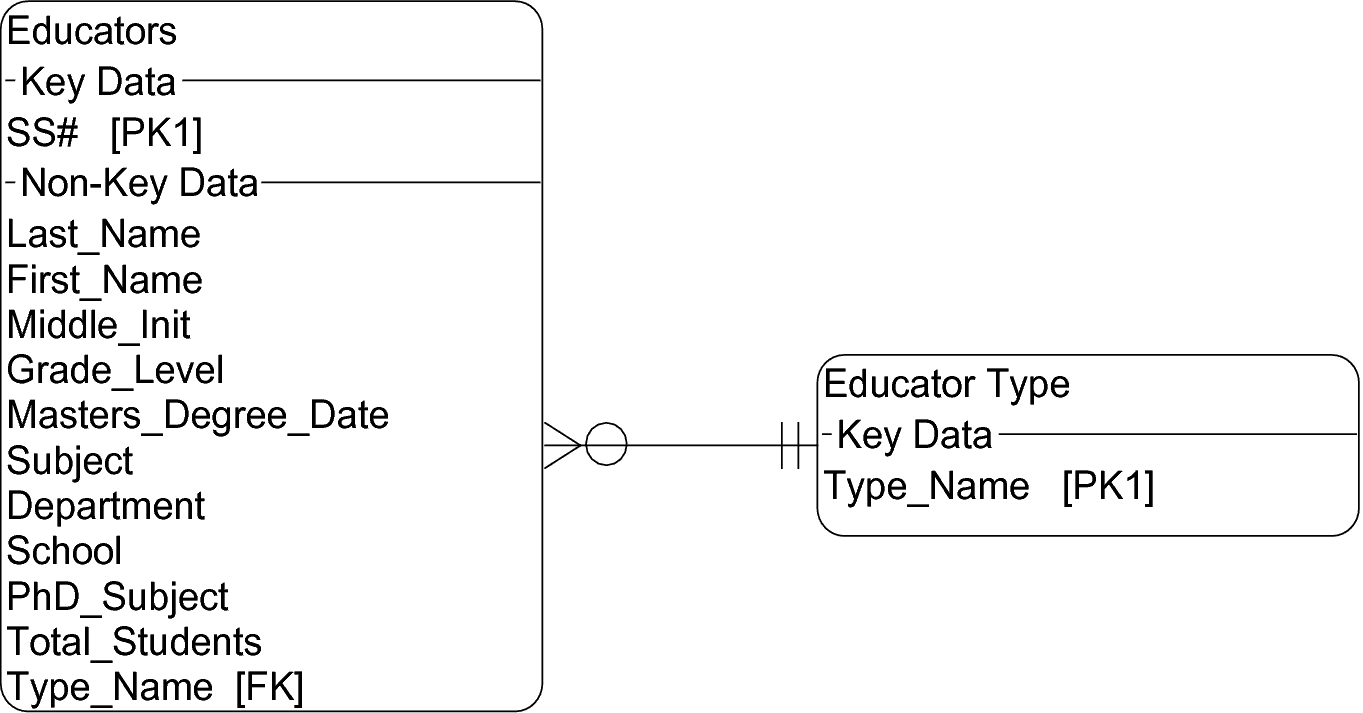 Educators
Key Data
SS# [PK1]
Non-Key Data
Last_Name
First_Name
Middle_Init
Grade_Level
Masters_Degree_Date
Subject
Department
School
PhD_Subject
Total_Students
Type_Name [FK]
Educator Type
Key Data
Type_Name [PK1]